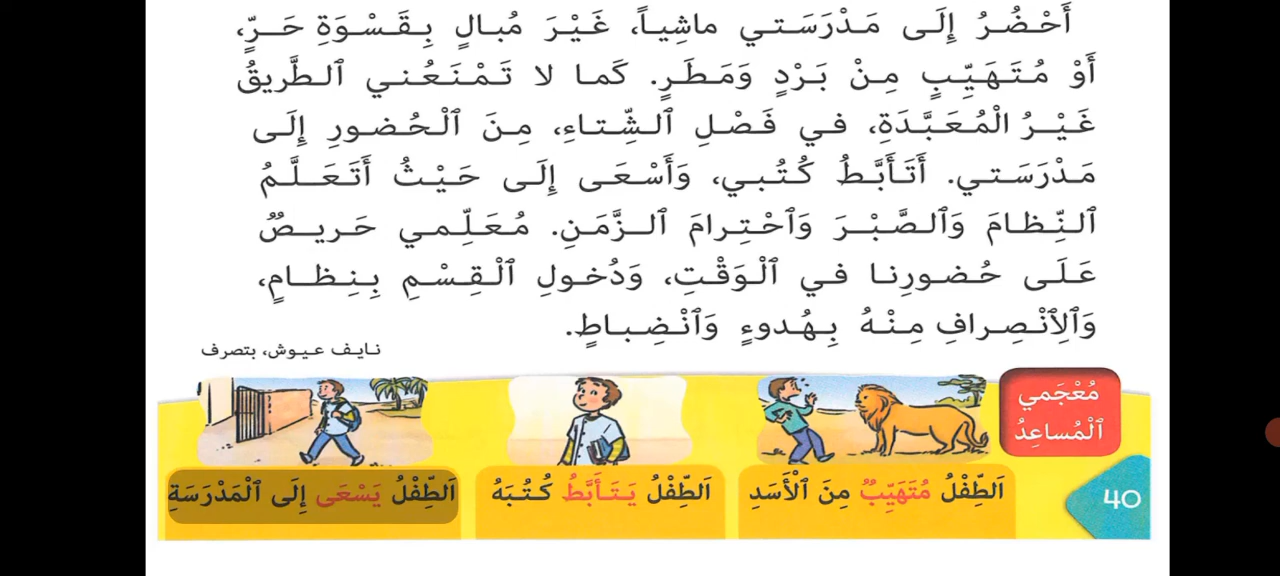 أَحْضُرُ إِلَى مَدْرَسَتي ماشِياً، غَيْرَ مُبالٍ بِقَسْوَةِ حَرٍّ،
أَوْ مُتَهَيِّبٍ مِنْ بَرْدٍ وَمَطَرٍ. كَما لا تَمْنَعُني ٱلطَّريقُ
غَيْرُ الْمُعَبَّدَةِ، في فَصْلِ ٱلشِّتاءِ، مِنَ ٱلْحُضورِ إِلَى
مَدْرَسَتي. أَتَأَبَّطُ كُتُبي، وَأَسْعَى إِلَى حَيْثُ أَتَعَلَّمُ
ٱلنِّظامَ وَٱلصَّبْرَ وَٱحْتِرامَ ٱلزَّمَنِ. مُعَلِّمي حَريصٌ
عَلَى حُضورِنا في ٱلْوَقْتِ، وَدُخولِ ٱلْقِسْمِ بِنِظامٍ،
وَٱلِٱنْصِرافِ مِنْهُ بِهُدوءٍ وَٱنْضِباطٍ.
نايف عيوش، بتصرف
مُعْجَمي
ٱلْمُساعِدُ
اَلطِّفْلُ مُتَهَيِّبٌ مِنَ ٱلْأَسَدِ
اَلطِّفْلُ يَتَأَبَّطُ كُتُبَهُ
اَلطِّفْلُ يَسْعَى إِلَى ٱلْمَدْرَسَةِ
40